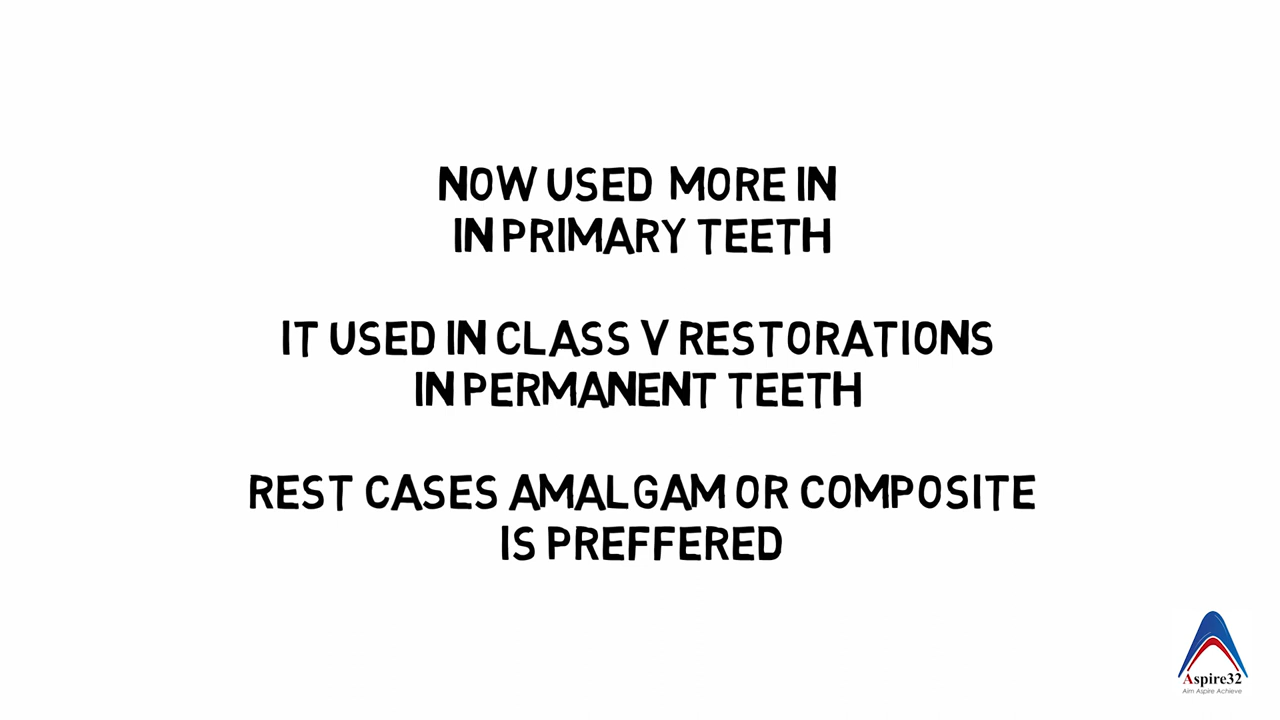 NOW USED MORE IN
IN PRIMARY TEETH
IT USED IN CLASS V RESTORATIONS
IN PERMANENT TEETH
REST CASES AMALGAM OR COMPOSITE
IS PREFFERED
Aspire32
Aim Aspire Achieve